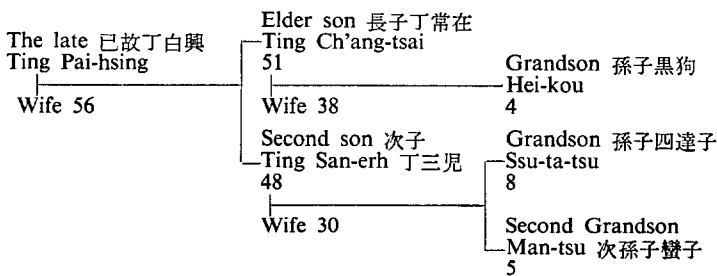 The late 已故丁白興
Ting Pai-hsing
Wife 56
Elder son 長子丁常在
Ting Ch'ang-tsai
51
Wife 38
Grandson 孫子黑狗
Hei-kou
4
Second son 次子
Ting San-erh 丁三児
48
Wife 30
Grandson 孫子四達子
Ssu-ta-tsu
8
Second Grandson
Man-tsu 次孫子蠻子
5